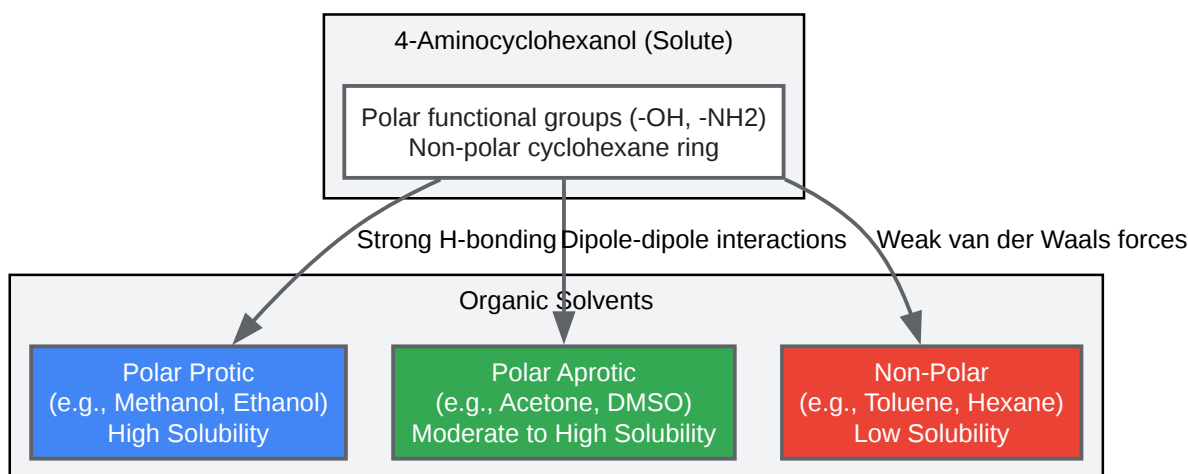 4-Aminocyclohexanol (Solute)
Polar functional groups (-OH, -NH2)
Non-polar cyclohexane ring
Strong H-bonding
Dipole-dipole interactions
Weak van der Waals forces
Organic Solvents
Polar Protic
(e.g., Methanol, Ethanol)
High Solubility
Polar Aprotic
(e.g., Acetone, DMSO)
Moderate to High Solubility
Non-Polar
(e.g., Toluene, Hexane)
Low Solubility